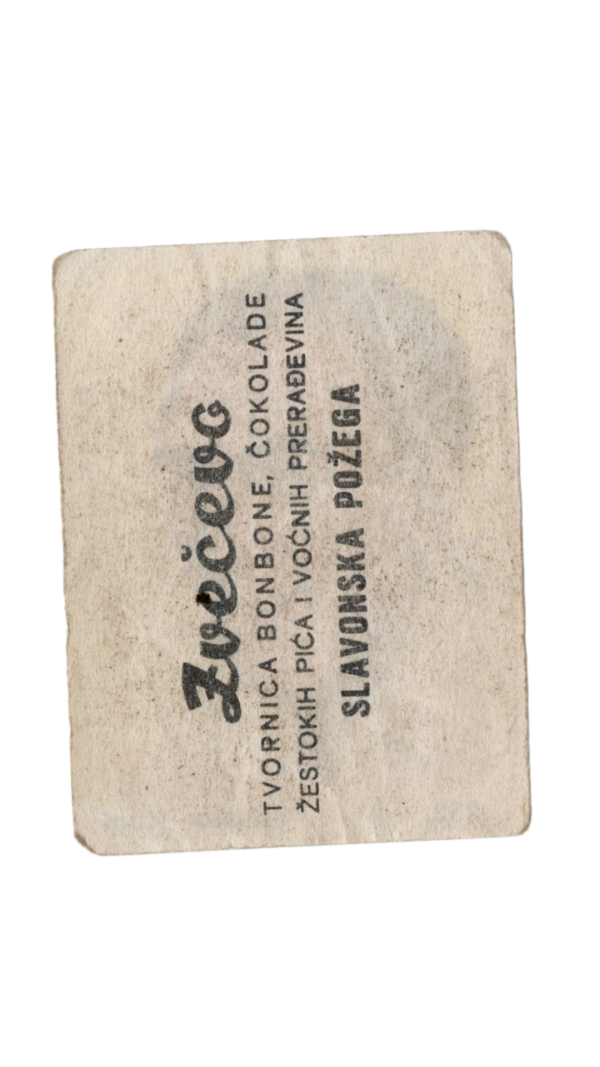 Zvečevo
TVORNICA BONBONE, ČOKOLADE
ŽESTOKIH PIĆA I VOĆNIH PRERAĐEVINA
SLAVONSKA POŽEGA